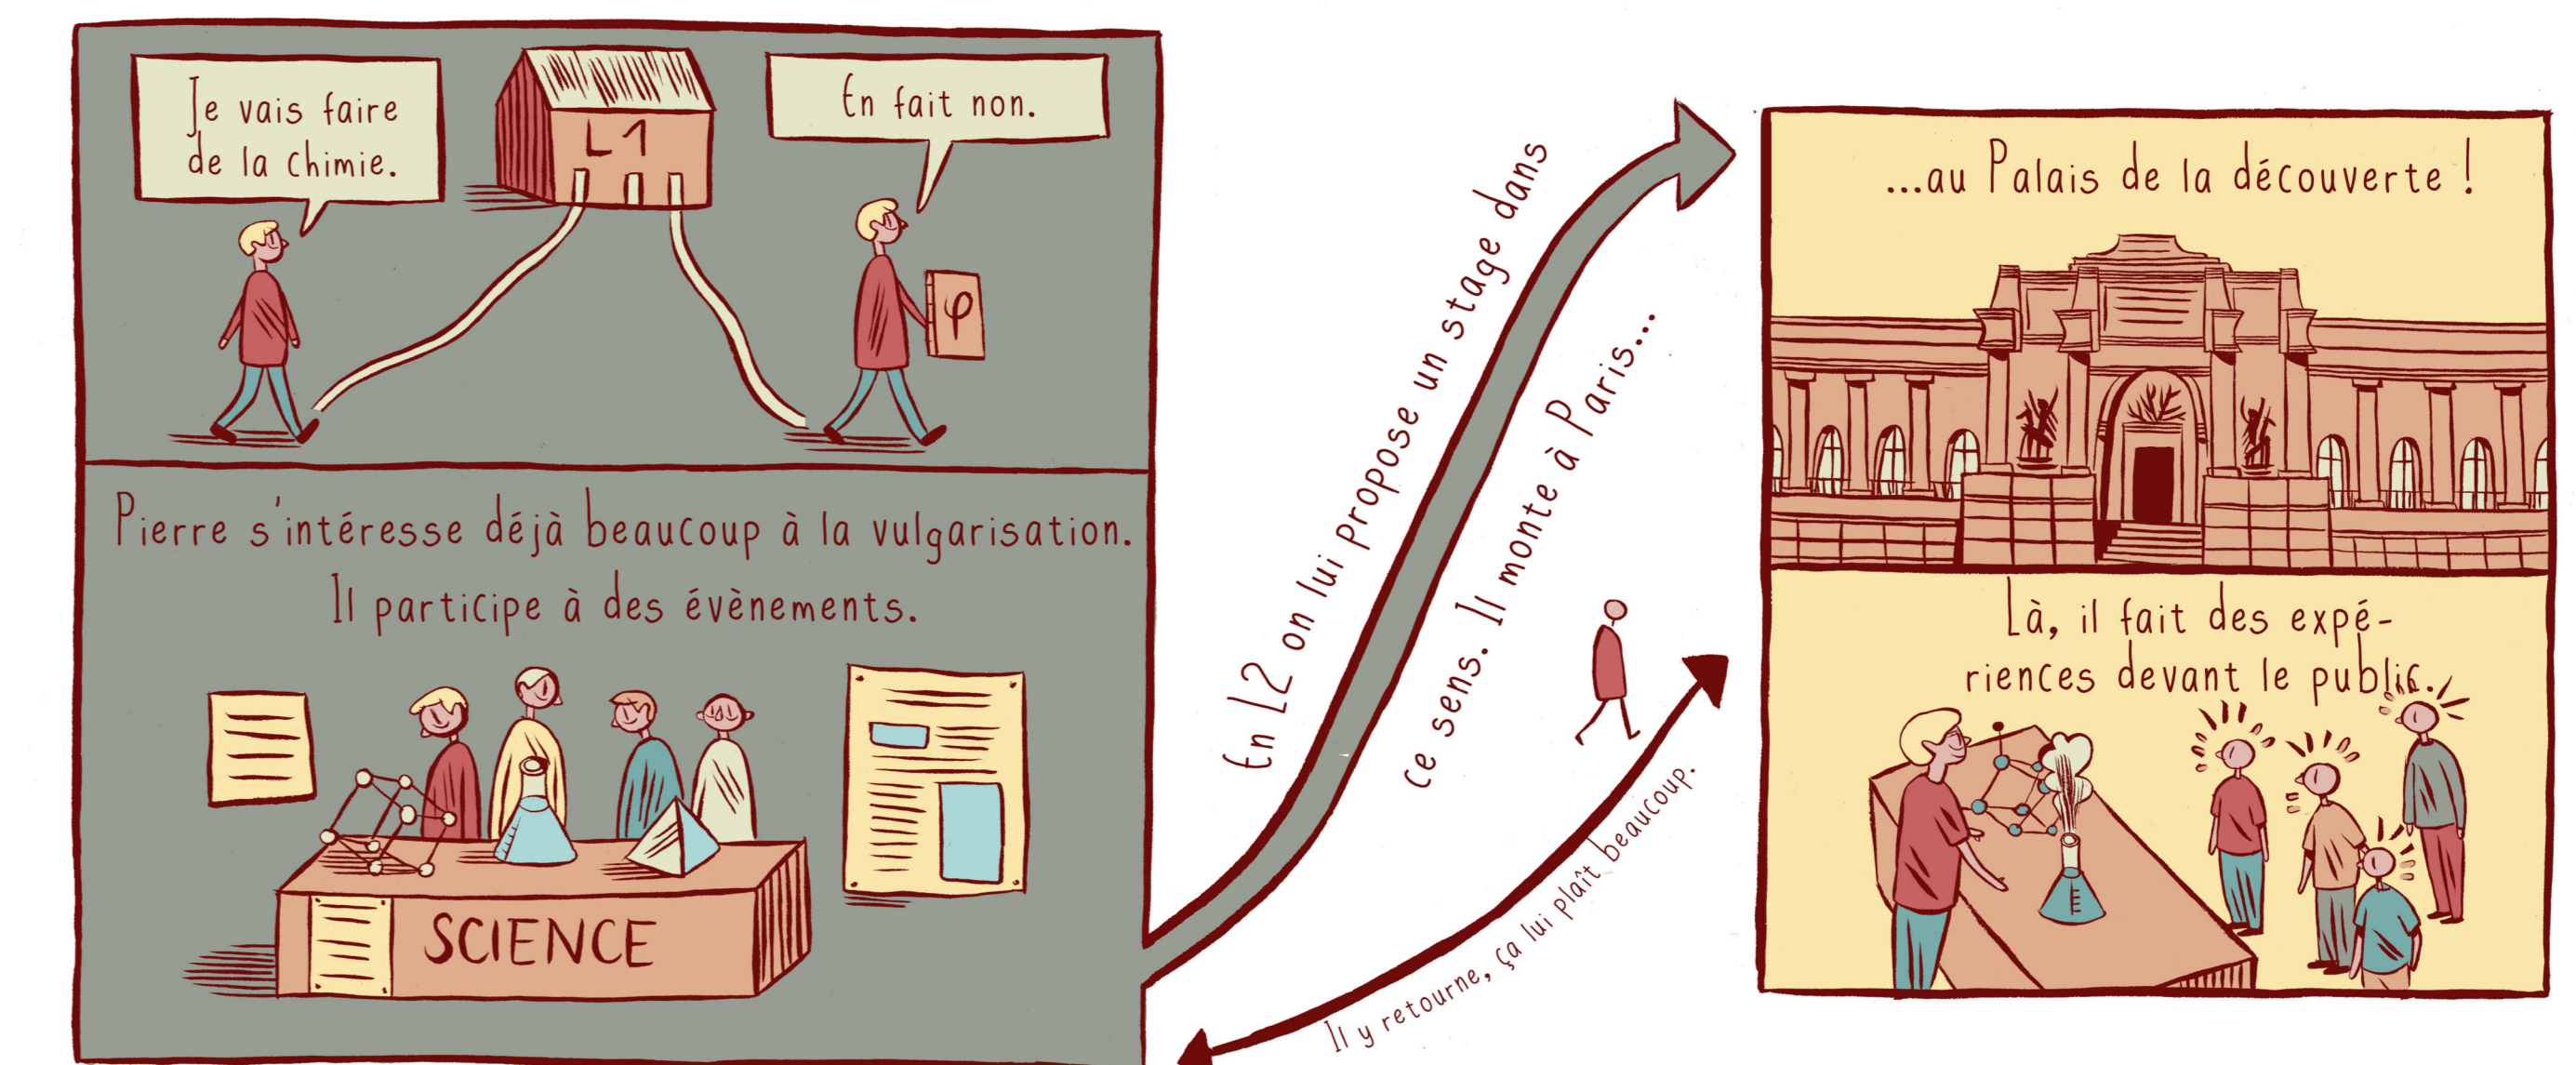 Je vais faire
de la chimie.
L1
En fait non.
φ
Pierre s'intéresse déjà beaucoup à la vulgarisation.
Il participe à des évènements.
SCIENCE
En L2 on lui propose un stage dans
ce sens. Il monte à Paris...
Il y retourne, ça lui plaît beaucoup.
...au Palais de la découverte !
Là, il fait des expé-
riences devant le public.